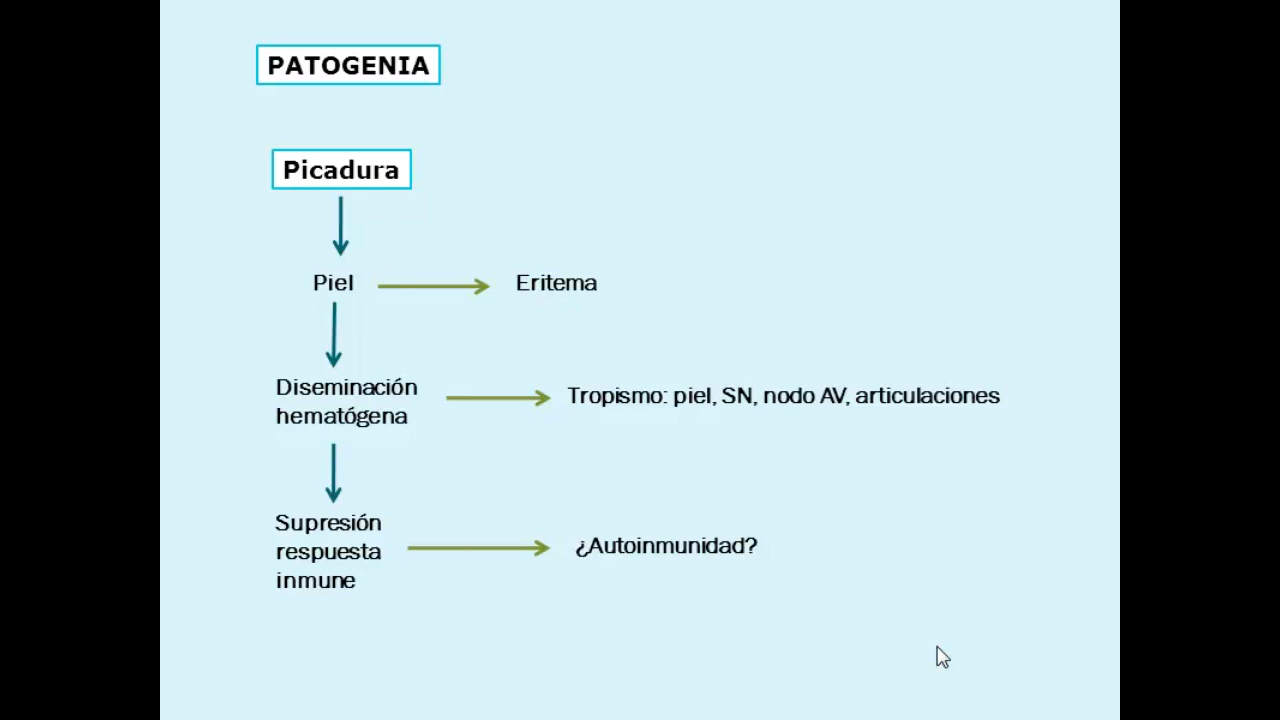 PATOGENIA
Picadura
Piel
Eritema
Diseminación
hematógena
Tropismo: piel, SN, nodo AV, articulaciones
Supresión
respuesta
inmune
¿Autoinmunidad?